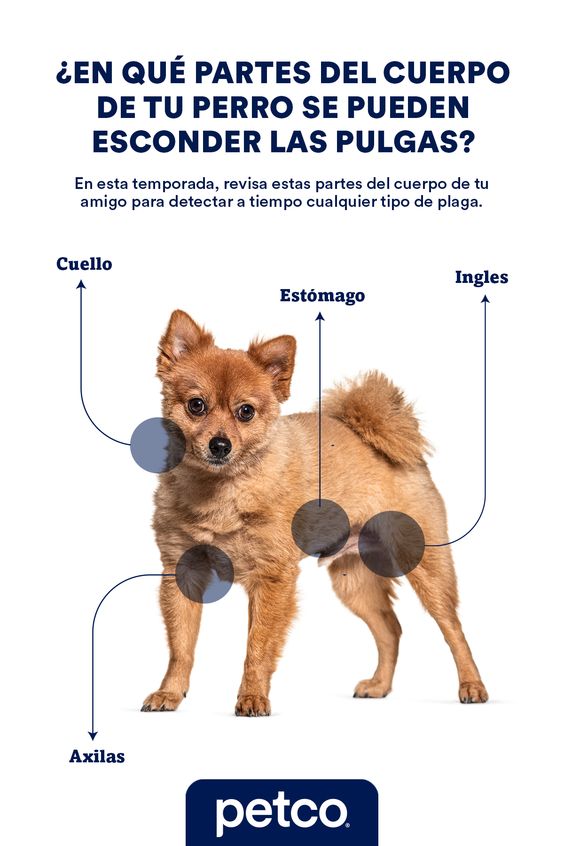 ¿EN QUÉ PARTES DEL CUERPO
DE TU PERRO SE PUEDEN
ESCONDER LAS PULGAS?
En esta temporada, revisa estas partes del cuerpo de tu
amigo para detectar a tiempo cualquier tipo de plaga.
Cuello
Ingles
Estómago
Axilas
petco